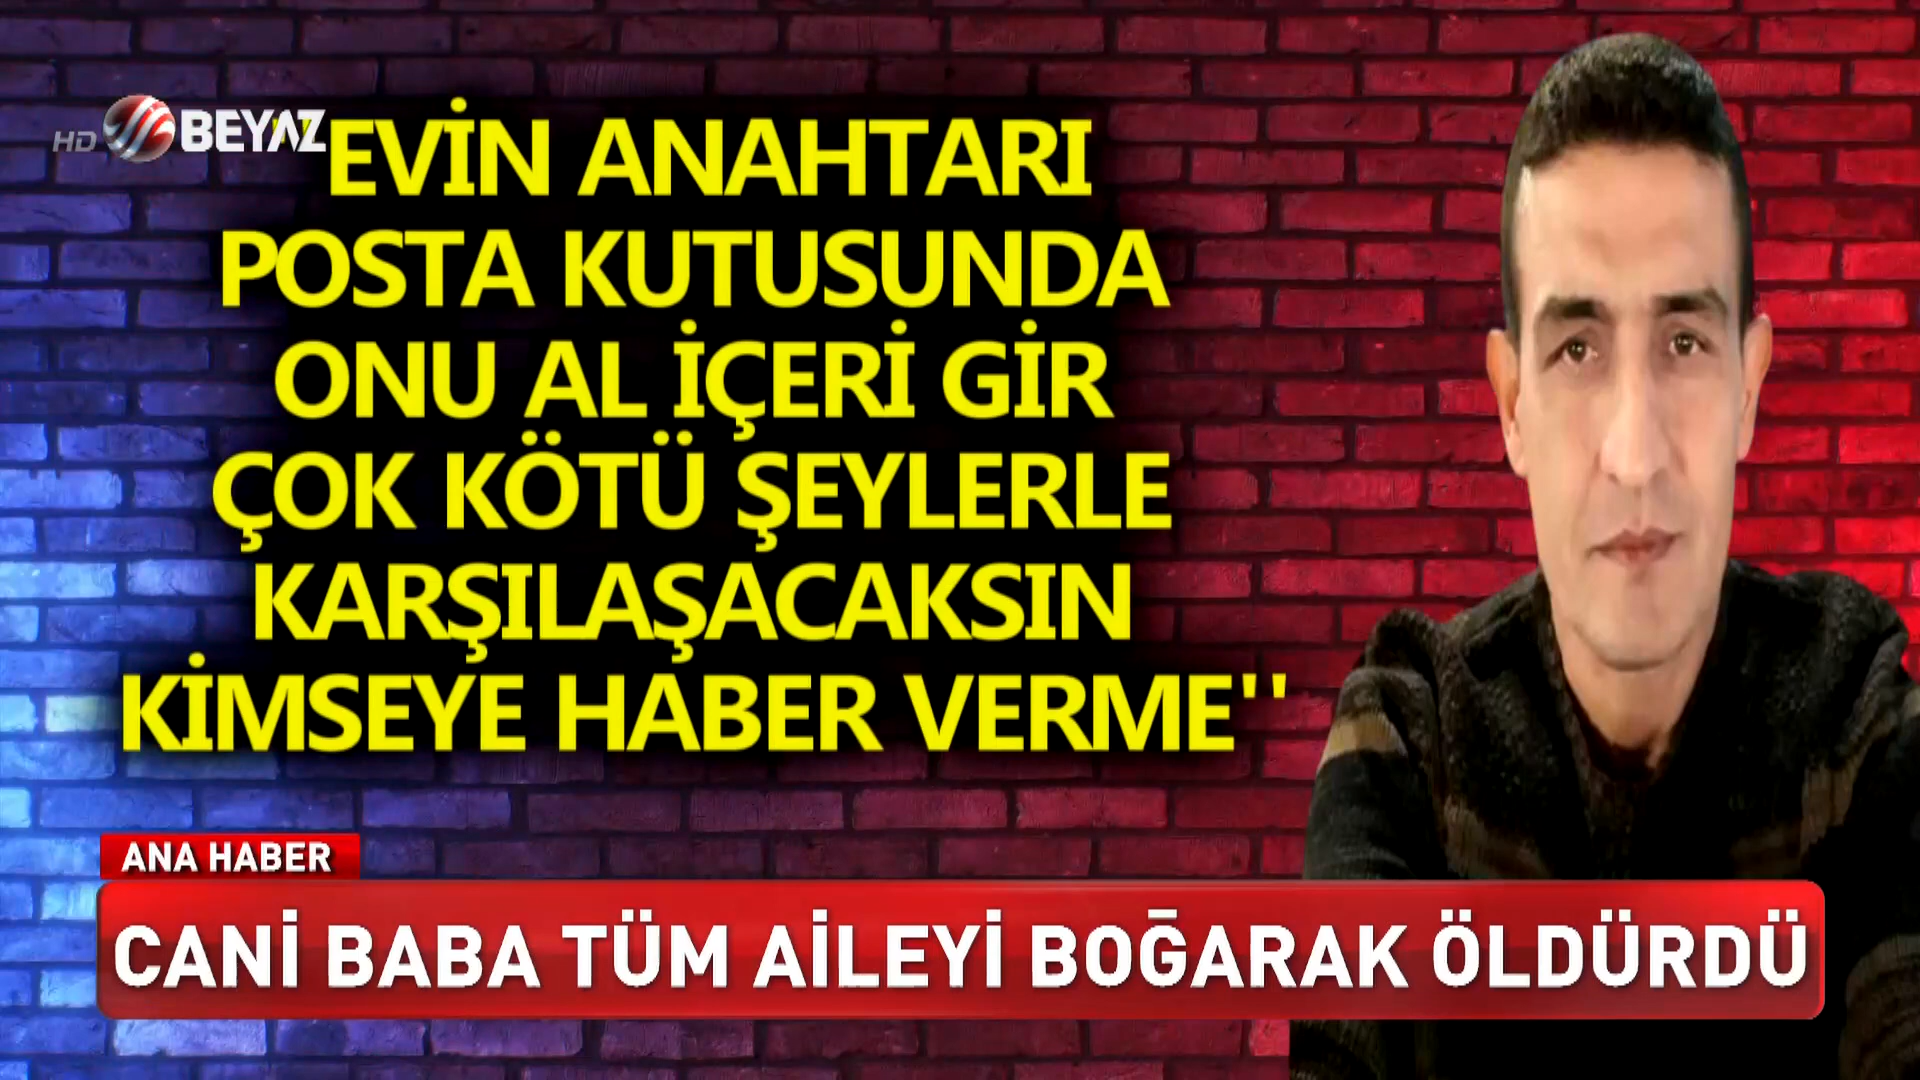 HD BEYAZ
"EVİN ANAHTARI
POSTA KUTUSUNDA
ONU AL İÇERİ GİR
ÇOK KÖTÜ ŞEYLERLE
KARŞILAŞACAKSIN
KİMSEYE HABER VERME''
ANA HABER
CANİ BABA TÜM AİLEYİ BOĞARAK ÖLDÜRDÜ